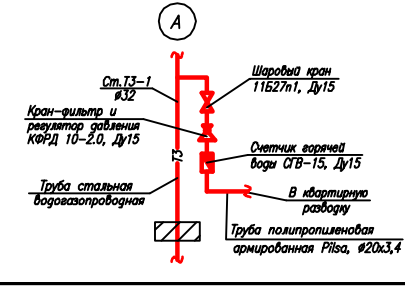 А
Ст.Т3-1
ø32
Шаровый кран
11Б27п1, Ду15
Кран-фильтр и
регулятор давления
КФРД 10-2.0, Ду15
Т3
Счетчик горячей
воды СГВ-15, Ду15
Труба стальная
водогазопроводная
В квартирную
разводку
Труба полипропиленовая
армированная Pilsa, ø20х3,4